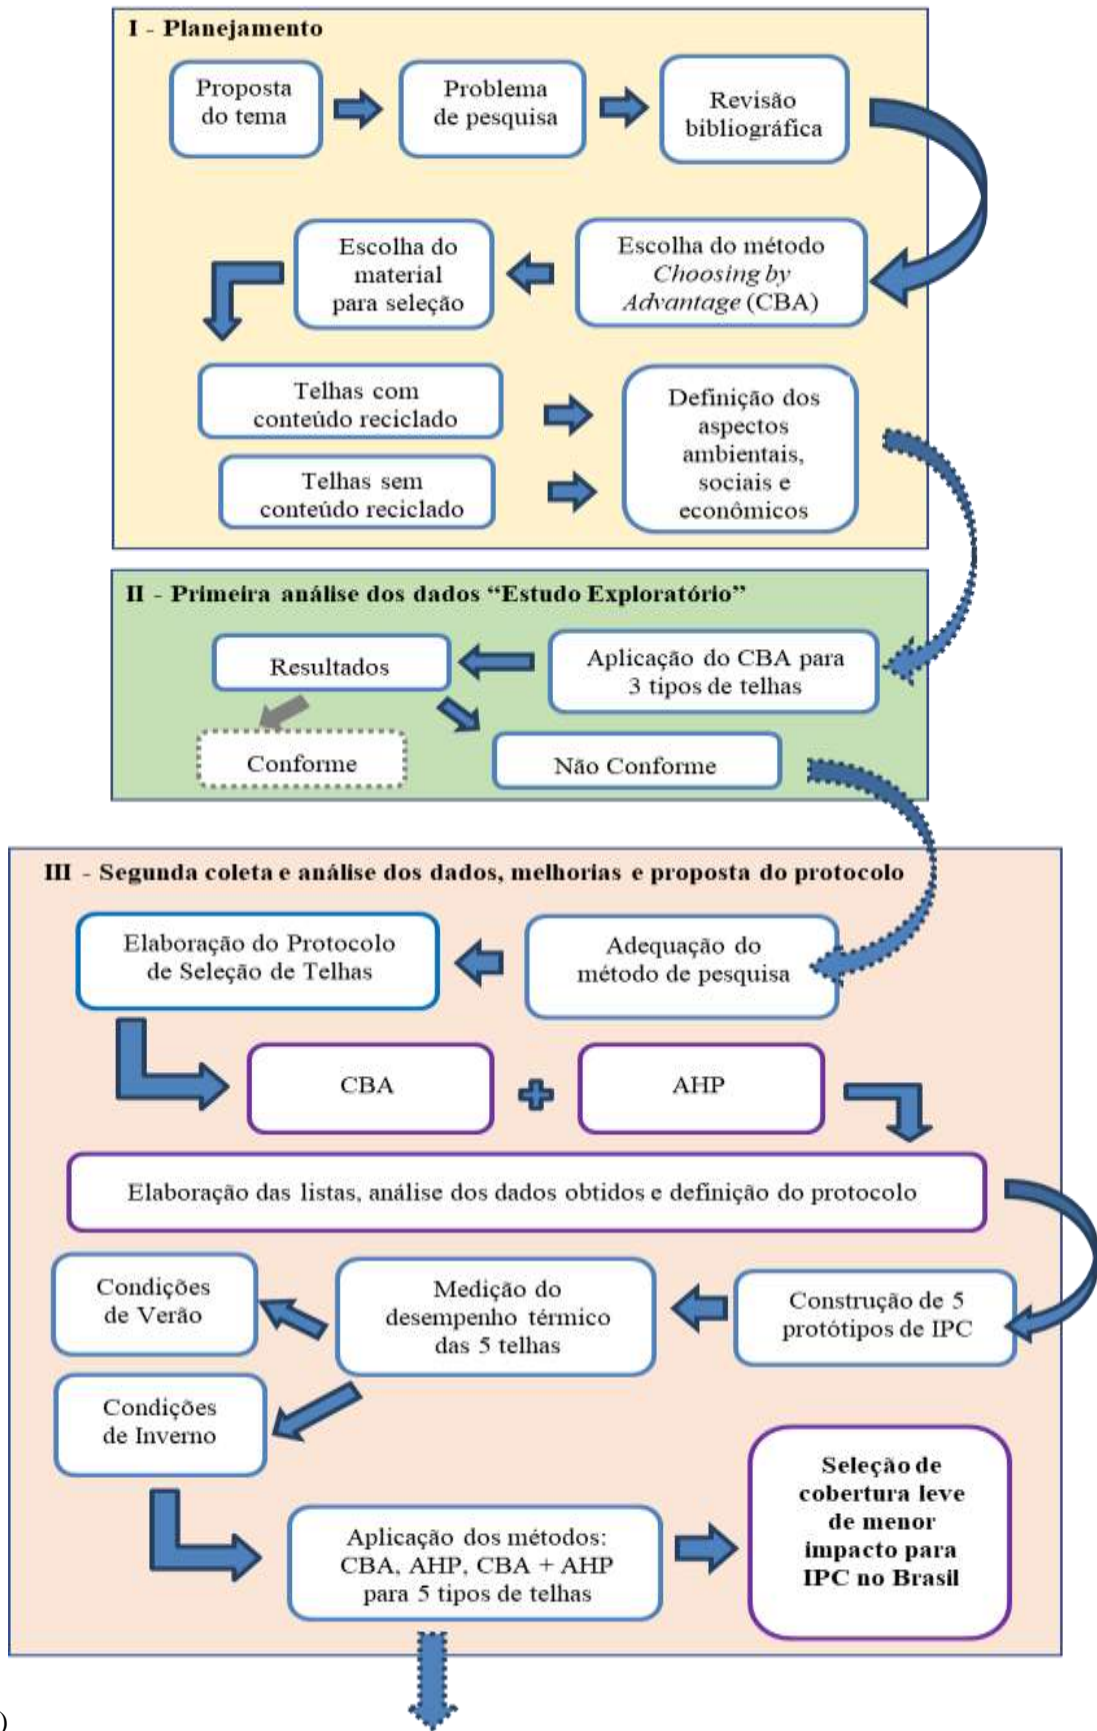 I - Planejamento
Proposta
do tema
Problema
de pesquisa
Revisão
bibliográfica
Escolha do método
Choosing by
Advantage (CBA)
Escolha do
material
para seleção
Telhas com
conteúdo reciclado
Telhas sem
conteúdo reciclado
Definição dos
aspectos
ambientais,
sociais e
econômicos
II - Primeira análise dos dados “Estudo Exploratório”
Aplicação do CBA para
3 tipos de telhas
Resultados
Conforme
Não Conforme
III - Segunda coleta e análise dos dados, melhorias e proposta do protocolo
Adequação do
método de pesquisa
Elaboração do Protocolo
de Seleção de Telhas
CBA
AHP
Elaboração das listas, análise dos dados obtidos e definição do protocolo
Construção de 5
protótipos de IPC
Medição do
desempenho térmico
das 5 telhas
Condições
de Verão
Condições
de Inverno
Aplicação dos métodos:
CBA, AHP, CBA + AHP
para 5 tipos de telhas
Seleção de
cobertura leve
de menor
impacto para
IPC no Brasil
)